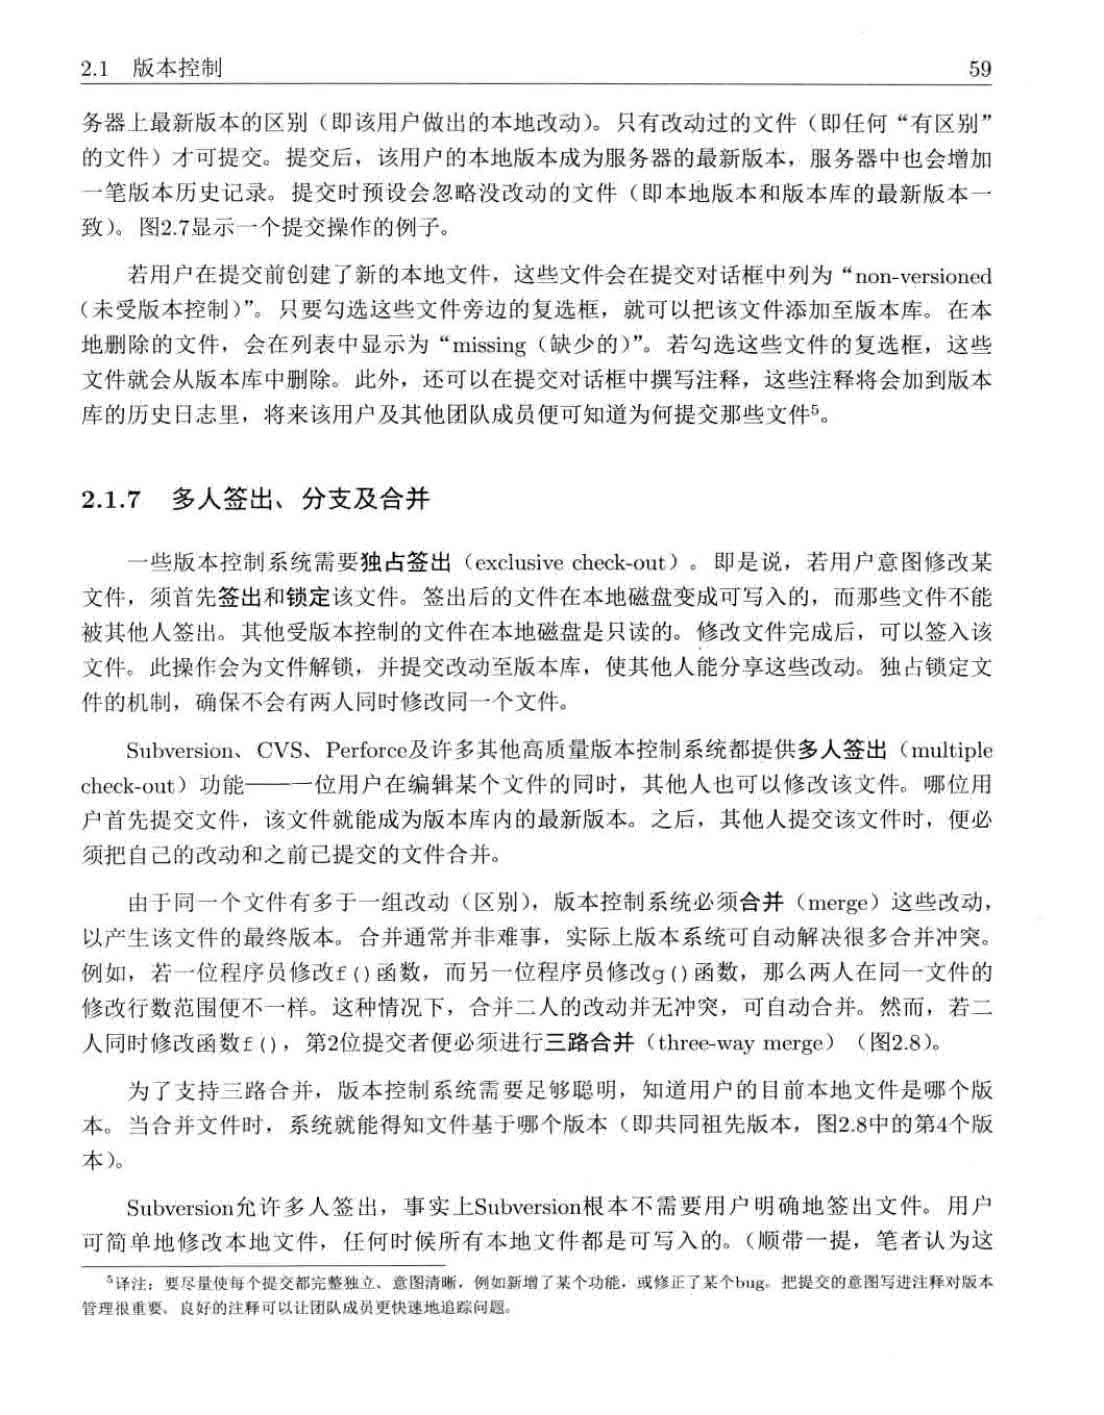 2.1 版本控制 59
务器上最新版本的区别（即该用户做出的本地改动）。只有改动过的文件（即任何“有区别”
的文件）才可提交。提交后，该用户的本地版本成为服务器的最新版本，服务器中也会增加
一笔版本历史记录。提交时预设会忽略没改动的文件（即本地版本和版本库的最新版本一
致）。图2.7显示一个提交操作的例子。
若用户在提交前创建了新的本地文件，这些文件会在提交对话框中列为“non-versioned
（未受版本控制）”。只要勾选这些文件旁边的复选框，就可以把该文件添加至版本库。在本
地删除的文件，会在列表中显示为“missing（缺少的）”。若勾选这些文件的复选框，这些
文件就会从版本库中删除。此外，还可以在提交对话框中撰写注释，这些注释将会加到版本
库的历史日志里，将来该用户及其他团队成员便可知道为何提交那些文件⁵。
2.1.7 多人签出、分支及合并
一些版本控制系统需要独占签出（exclusive check-out）。即是说，若用户意图修改某
文件，须首先签出和锁定该文件。签出后的文件在本地磁盘变成可写入的，而那些文件不能
被其他人签出。其他受版本控制的文件在本地磁盘是只读的。修改文件完成后，可以签入该
文件。此操作会为文件解锁，并提交改动至版本库，使其他人能分享这些改动。独占锁定文
件的机制，确保不会有两人同时修改同一个文件。
Subversion、CVS、Perforce及许多其他高质量版本控制系统都提供多人签出（multiple
check-out）功能——一位用户在编辑某个文件的同时，其他人也可以修改该文件。哪位用
户首先提交文件，该文件就能成为版本库内的最新版本。之后，其他人提交该文件时，便必
须把自己的改动和之前已提交的文件合并。
由于同一个文件有多于一组改动（区别），版本控制系统必须合并（merge）这些改动，
以产生该文件的最终版本。合并通常并非难事，实际上版本系统可自动解决很多合并冲突。
例如，若一位程序员修改f()函数，而另一位程序员修改g()函数，那么两人在同一文件的
修改行数范围便不一样。这种情况下，合并二人的改动并无冲突，可自动合并。然而，若二
人同时修改函数f()，第2位提交者便必须进行三路合并（three-way merge）（图2.8）。
为了支持三路合并，版本控制系统需要足够聪明，知道用户的目前本地文件是哪个版
本。当合并文件时，系统就能得知文件基于哪个版本（即共同祖先版本，图2.8中的第4个版
本）。
Subversion允许多人签出，事实上Subversion根本不需要用户明确地签出文件。用户
可简单地修改本地文件，任何时候所有本地文件都是可写入的。（顺带一提，笔者认为这
⁵译注：要尽量使每个提交都完整独立、意图清晰，例如新增了某个功能，或修正了某个bug。把提交的意图写进注释对版本
管理很重要。良好的注释可以让团队成员更快速地追踪问题。